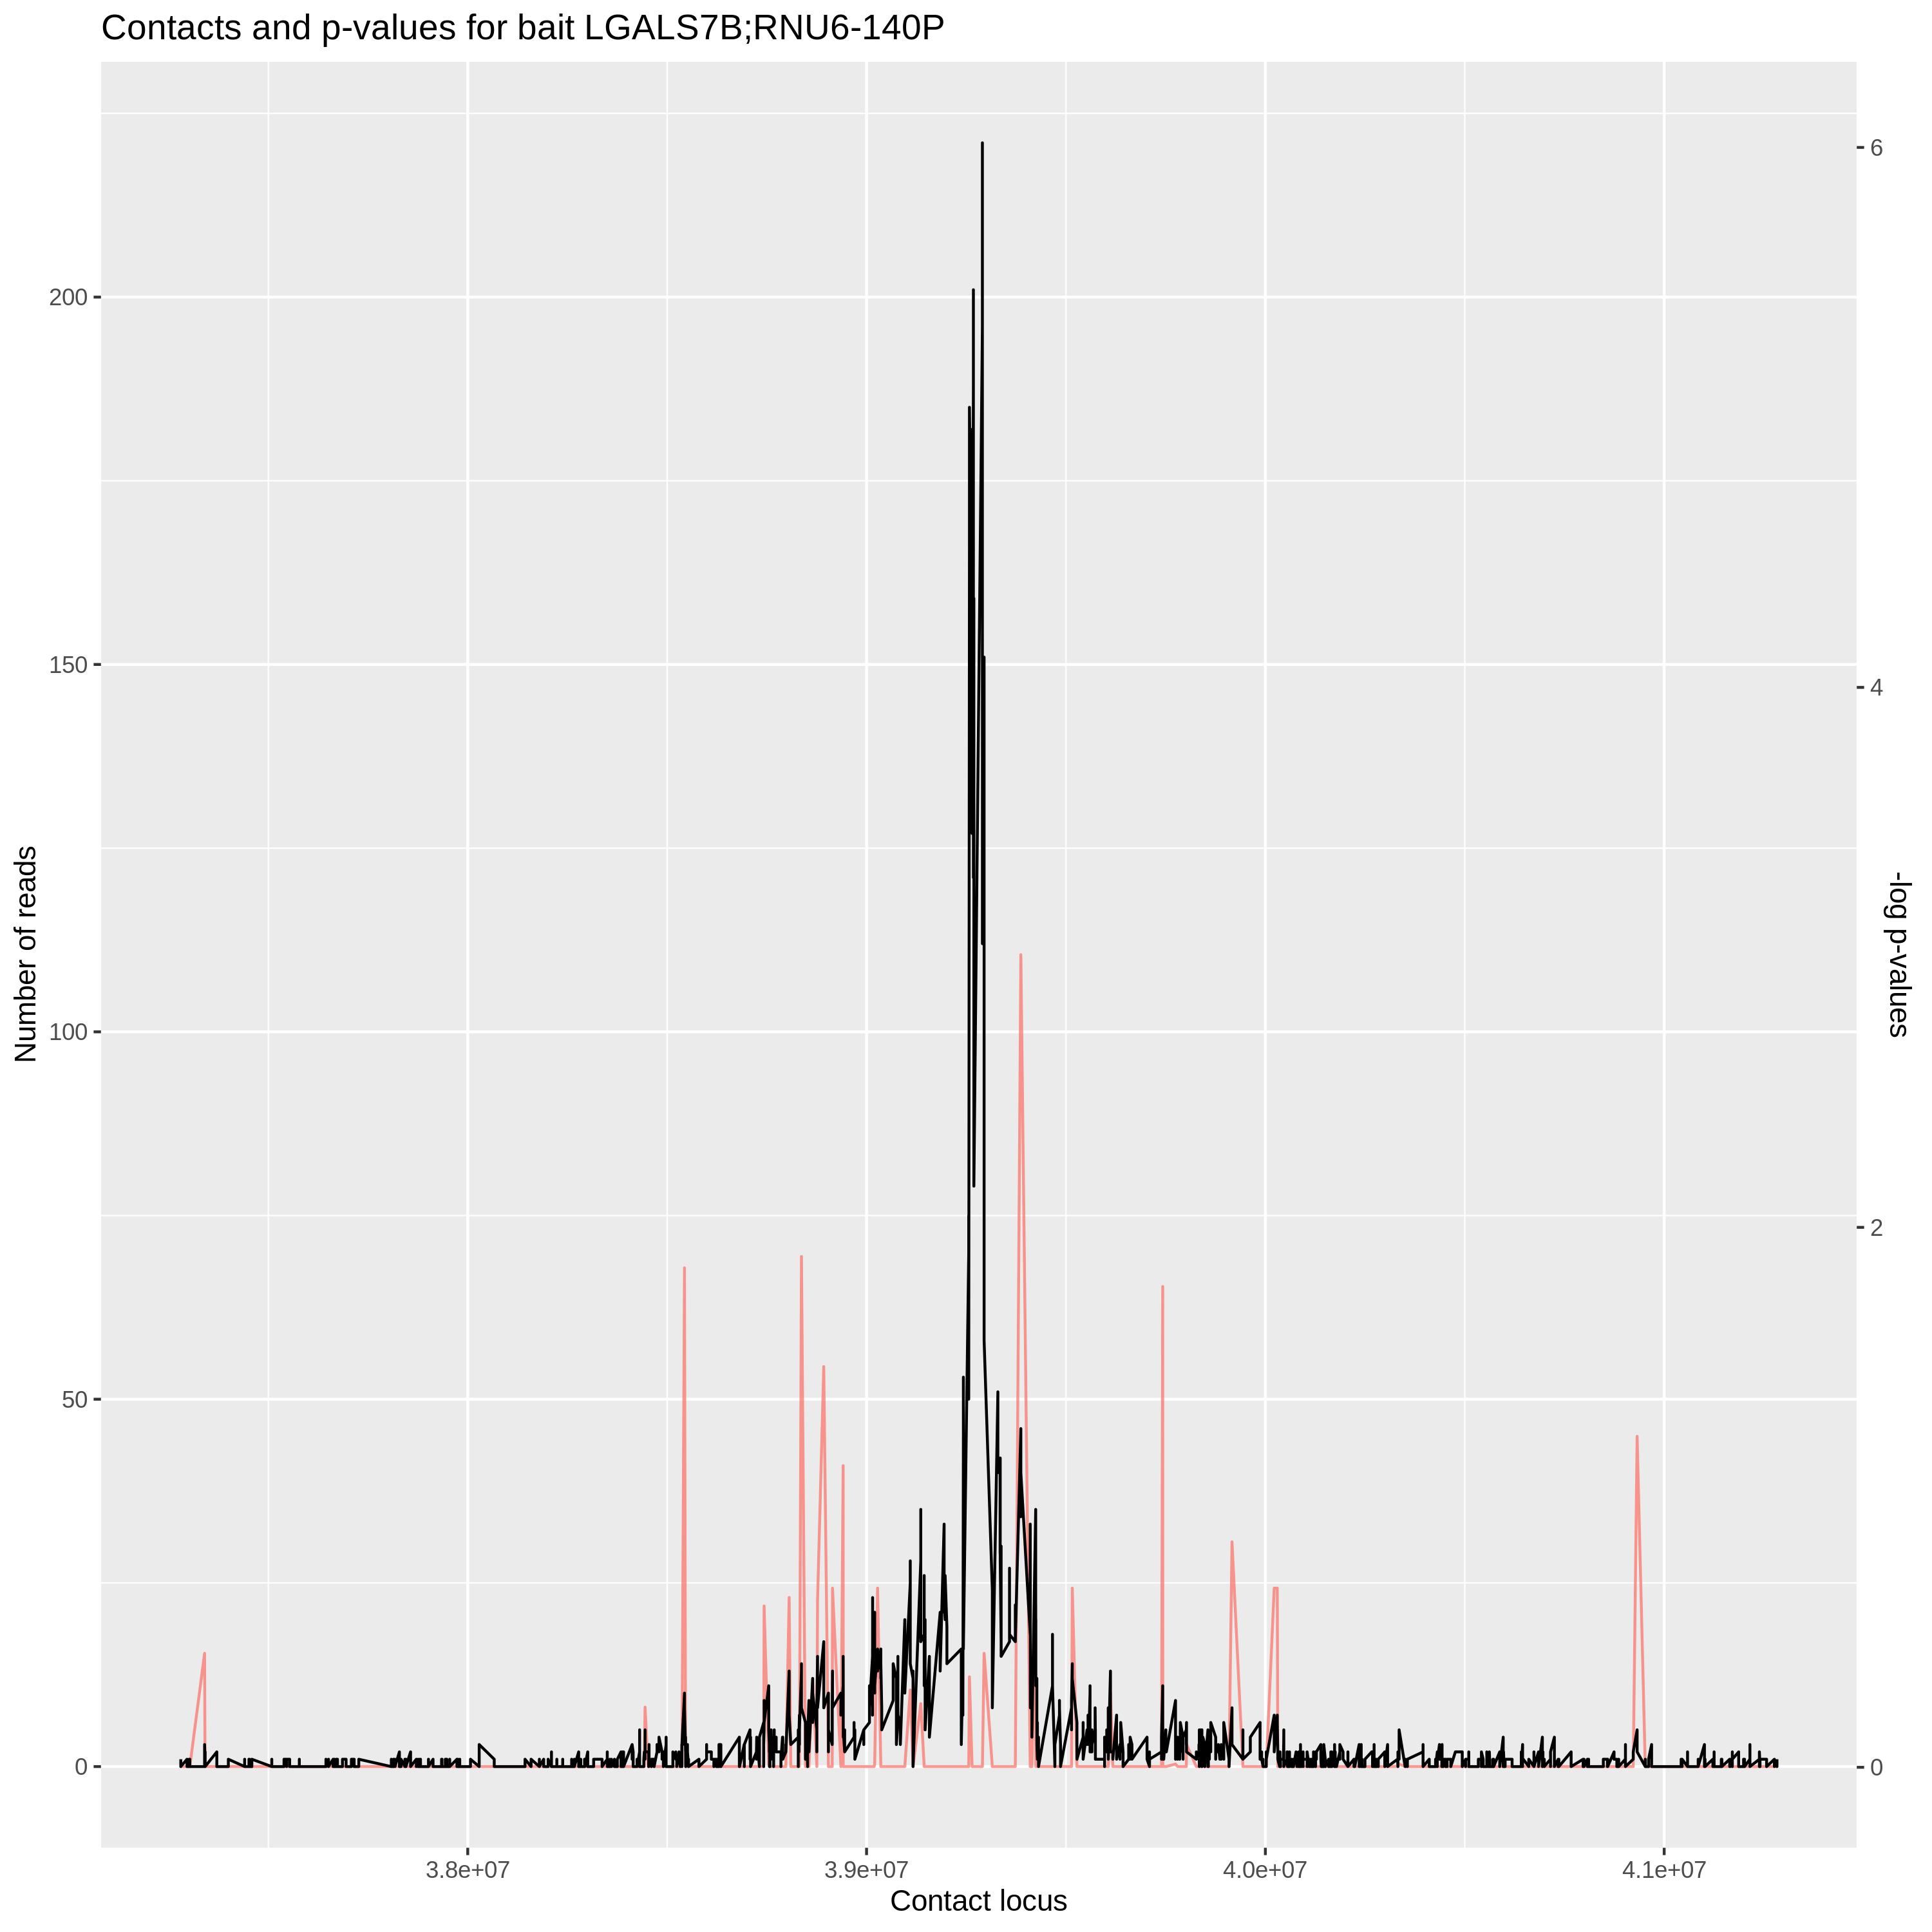 Contacts and p-values for bait LGALS7B;RNU6-140P
Number of reads
200
150
100
50
0
6
4
2
0
-log p-values
3.8e+07
3.9e+07
4.0e+07
4.1e+07
Contact locus